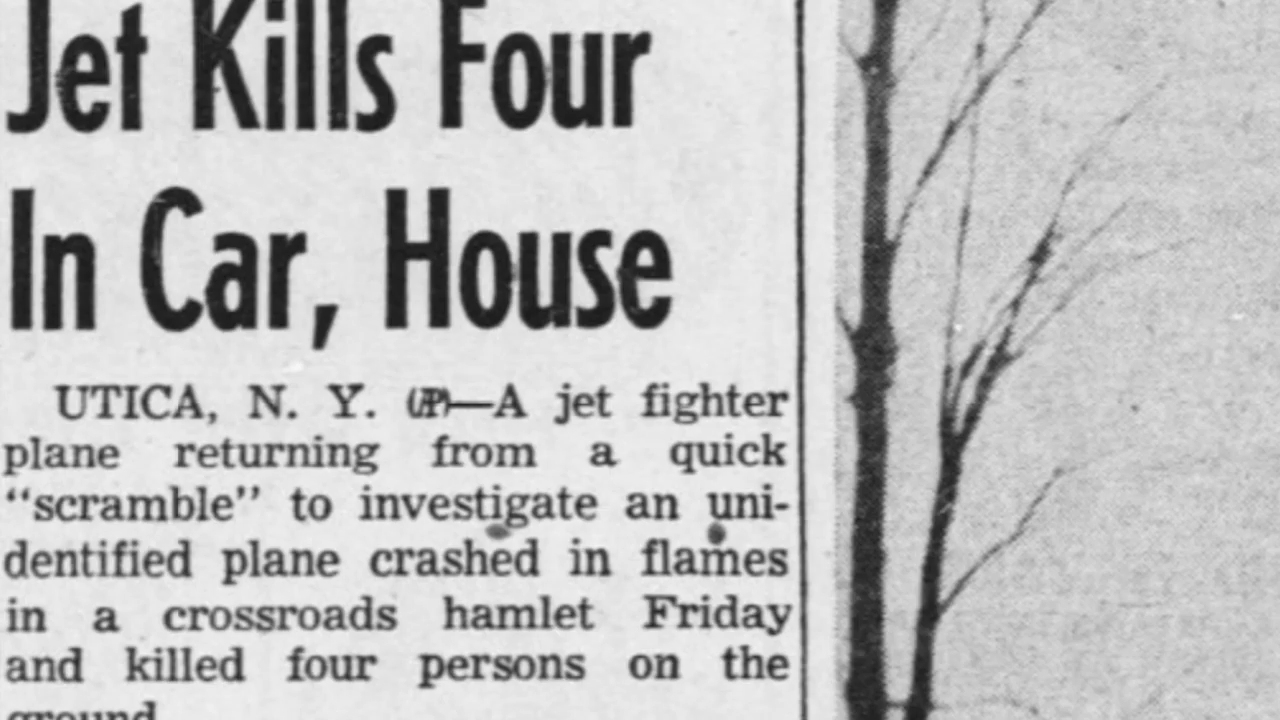 Jet Kills Four
In Car, House
UTICA, N. Y. (AP)—A jet fighter
plane returning from a quick
“scramble” to investigate an uni-
dentified plane crashed in flames
in a crossroads hamlet Friday
and killed four persons on the
ground.